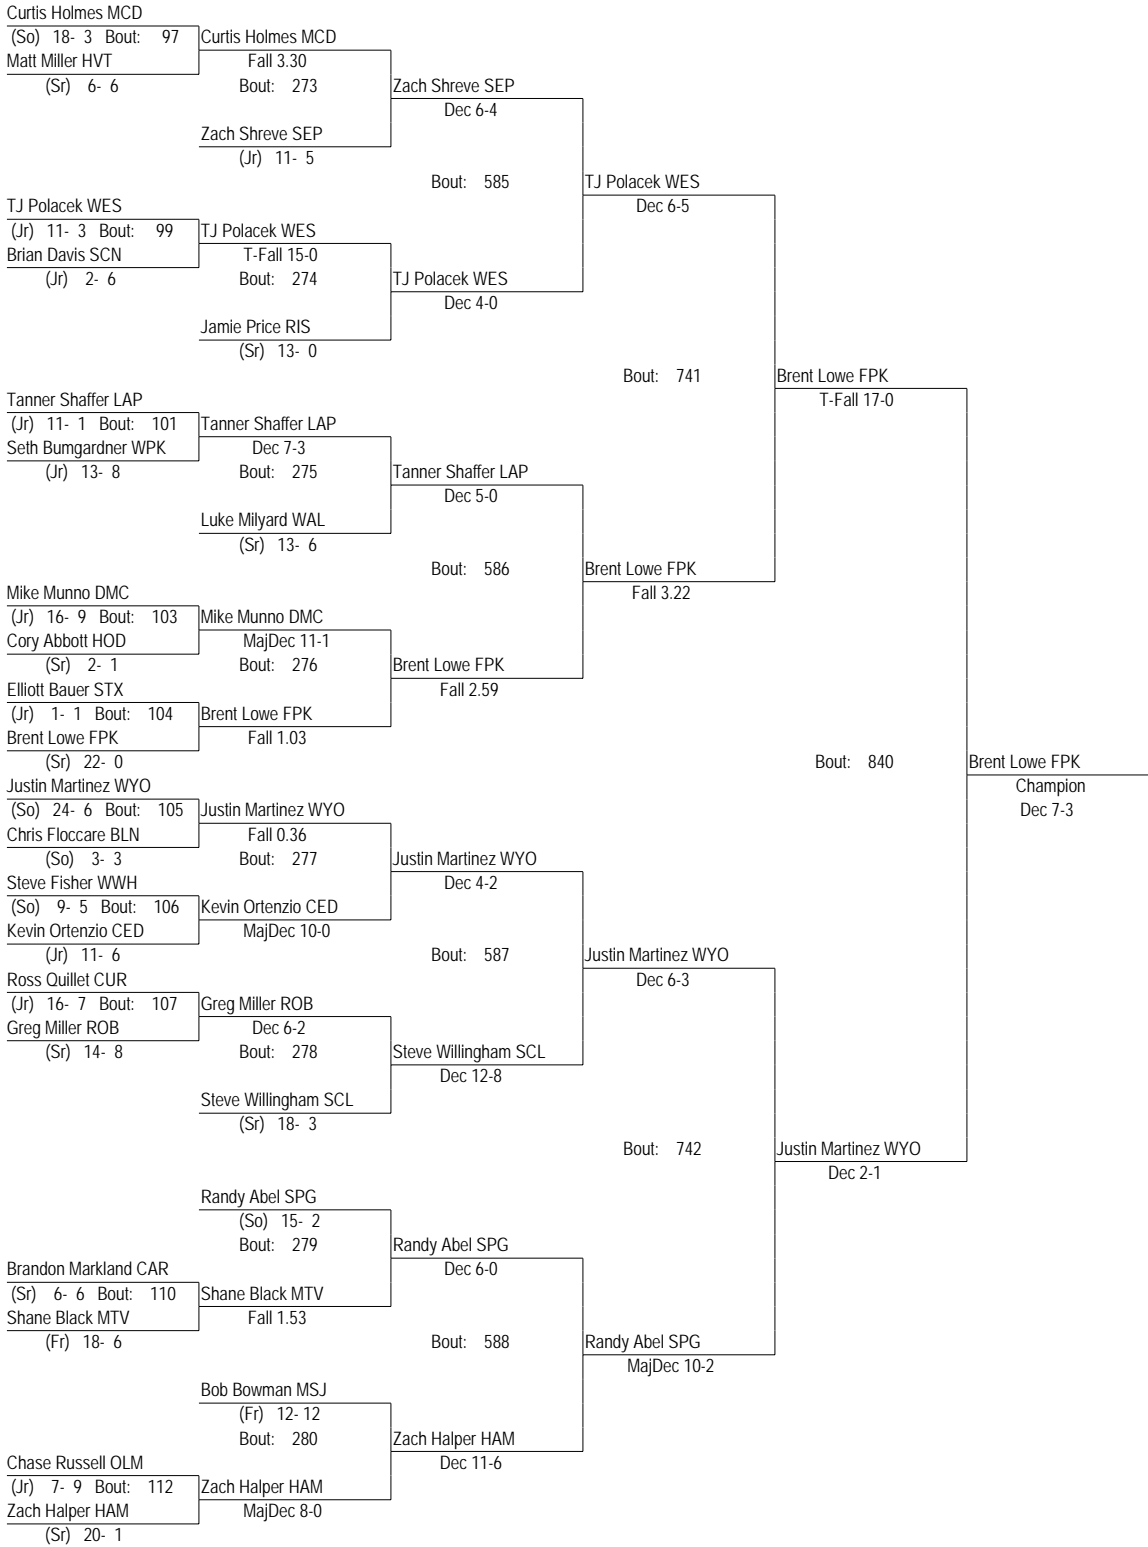 Curtis Holmes MCD
(So) 18- 3 Bout: 97 Curtis Holmes MCD
Matt Miller HVT Fall 3.30
(Sr) 6- 6 Bout: 273 Zach Shreve SEP
Dec 6-4
Zach Shreve SEP
(Jr) 11- 5
Bout: 585 TJ Polacek WES
TJ Polacek WES Dec 6-5
(Jr) 11- 3 Bout: 99 TJ Polacek WES
Brian Davis SCN T-Fall 15-0
(Jr) 2- 6 Bout: 274 TJ Polacek WES
Dec 4-0
Jamie Price RIS
(Sr) 13- 0
Bout: 741 Brent Lowe FPK
Tanner Shaffer LAP T-Fall 17-0
(Jr) 11- 1 Bout: 101 Tanner Shaffer LAP
Seth Bumgardner WPK Dec 7-3
(Jr) 13- 8 Bout: 275 Tanner Shaffer LAP
Dec 5-0
Luke Milyard WAL
(Sr) 13- 6
Bout: 586 Brent Lowe FPK
Mike Munno DMC Fall 3.22
(Jr) 16- 9 Bout: 103 Mike Munno DMC
Cory Abbott HOD MajDec 11-1
(Sr) 2- 1 Bout: 276 Brent Lowe FPK
Elliott Bauer STX Fall 2.59
(Jr) 1- 1 Bout: 104 Brent Lowe FPK
Brent Lowe FPK Fall 1.03
(Sr) 22- 0 Bout: 840 Brent Lowe FPK
Justin Martinez WYO Champion
(So) 24- 6 Bout: 105 Justin Martinez WYO Dec 7-3
Chris Floccare BLN Fall 0.36
(So) 3- 3 Bout: 277 Justin Martinez WYO
Steve Fisher WWH Dec 4-2
(So) 9- 5 Bout: 106 Kevin Ortenzio CED
Kevin Ortenzio CED MajDec 10-0
(Jr) 11- 6 Bout: 587 Justin Martinez WYO
Ross Quillet CUR Dec 6-3
(Jr) 16- 7 Bout: 107 Greg Miller ROB
Greg Miller ROB Dec 6-2
(Sr) 14- 8 Bout: 278 Steve Willingham SCL
Dec 12-8
Steve Willingham SCL
(Sr) 18- 3
Bout: 742 Justin Martinez WYO
Dec 2-1
Randy Abel SPG
(So) 15- 2
Bout: 279 Randy Abel SPG
Brandon Markland CAR Dec 6-0
(Sr) 6- 6 Bout: 110 Shane Black MTV
Shane Black MTV Fall 1.53
(Fr) 18- 6 Bout: 588 Randy Abel SPG
MajDec 10-2
Bob Bowman MSJ
(Fr) 12- 12
Bout: 280 Zach Halper HAM
Chase Russell OLM Dec 11-6
(Jr) 7- 9 Bout: 112 Zach Halper HAM
Zach Halper HAM MajDec 8-0
(Sr) 20- 1